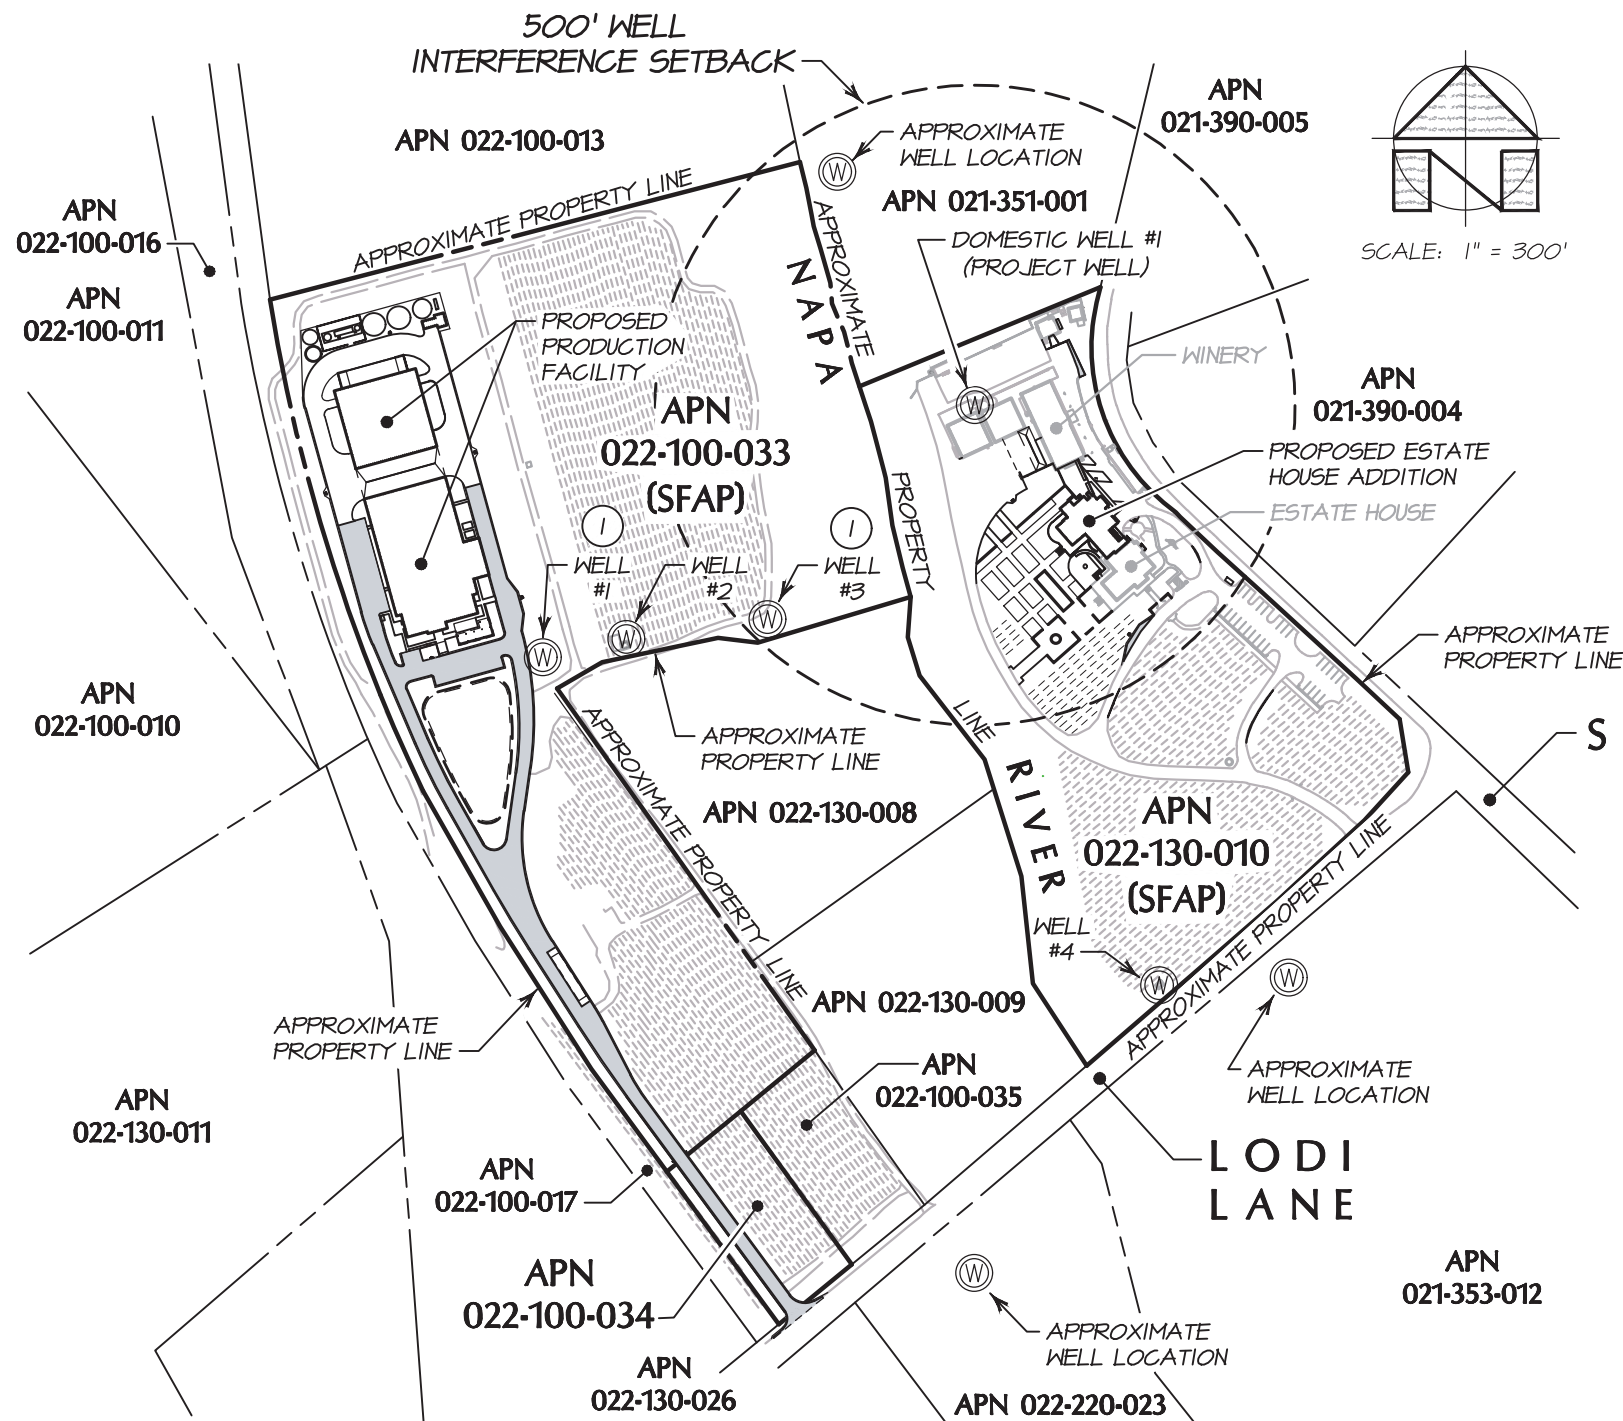 500' WELL
INTERFERENCE SETBACK
APN 022-100-013
APN
021-390-005
APPROXIMATE
WELL LOCATION
W
APN 021-351-001
SCALE: 1" = 300'
N
APN
022-100-016
APN
022-100-011
APPROXIMATE PROPERTY LINE
APPROXIMATE
PROPERTY
LINE
NAPA
RIVER
DOMESTIC WELL #1
(PROJECT WELL)
W
WINERY
PROPOSED
PRODUCTION
FACILITY
APN
022-100-033
(SFAP)
APN
021-390-004
PROPOSED ESTATE
HOUSE ADDITION
ESTATE HOUSE
1
1
WELL
#1
W
WELL
#2
W
WELL
#3
W
APPROXIMATE
PROPERTY LINE
S
APN
022-100-010
APPROXIMATE
PROPERTY LINE
APPROXIMATE PROPERTY LINE
APN 022-130-008
APN
022-130-010
(SFAP)
WELL
#4
W
APPROXIMATE PROPERTY LINE
W
APPROXIMATE
WELL LOCATION
APN 022-130-009
APPROXIMATE
PROPERTY LINE
APN
022-100-035
APN
022-130-011
LODI
LANE
APN
022-100-017
APN
022-100-034
W
APPROXIMATE
WELL LOCATION
APN
021-353-012
APN
022-130-026
APN 022-220-023